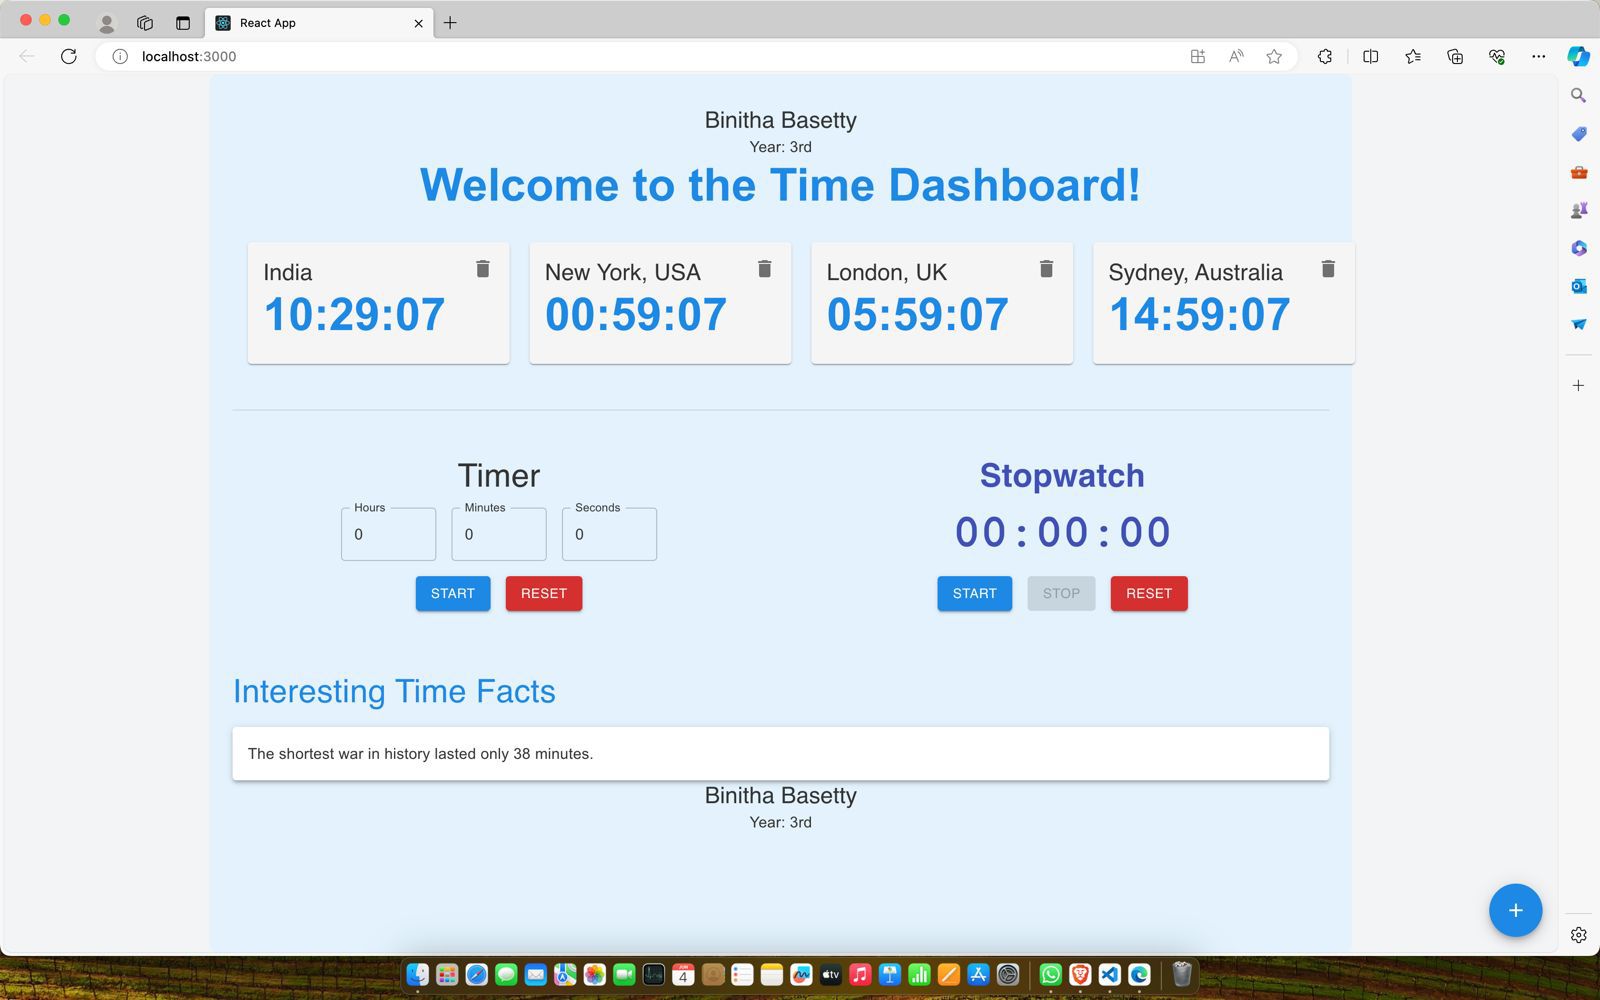 React App
localhost:3000
Binitha Basetty
Year: 3rd
Welcome to the Time Dashboard!
India
10:29:07
New York, USA
00:59:07
London, UK
05:59:07
Sydney, Australia
14:59:07
Timer
Hours
0
Minutes
0
Seconds
0
START
RESET
Stopwatch
00:00:00
START
STOP
RESET
Interesting Time Facts
The shortest war in history lasted only 38 minutes.
Binitha Basetty
Year: 3rd
4
tv